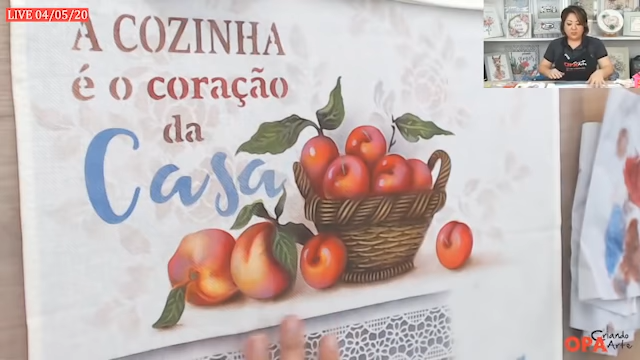 LIVE 04/05/20
A COZINHA
é o coração
da
Casa
Criando
OPA Arte